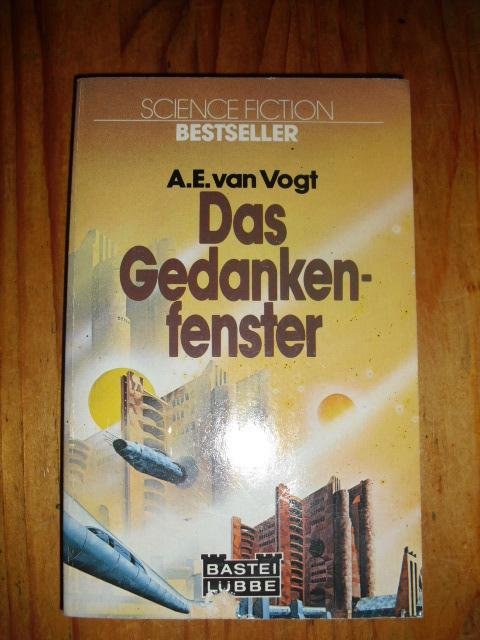 SCIENCE FICTION
BESTSELLER
A.E. van Vogt
Das
Gedanken-
fenster
BASTEI
LÜBBE